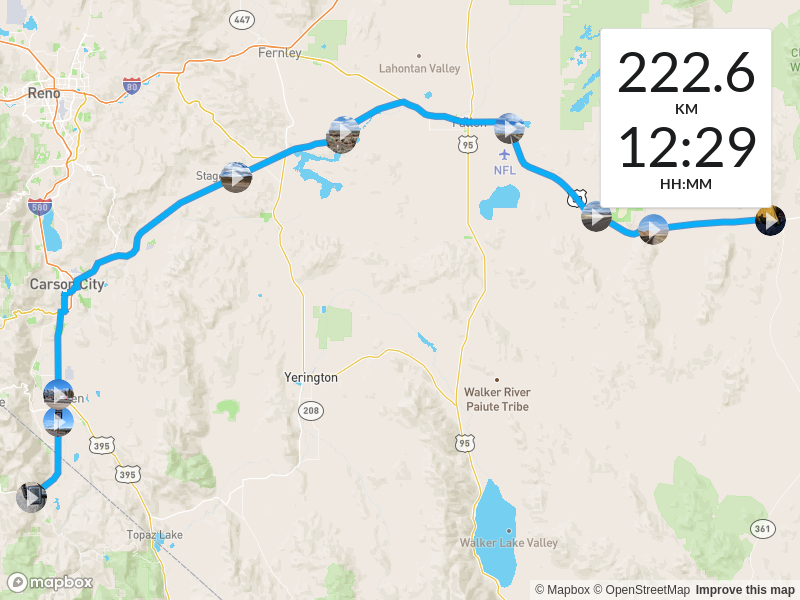 447
Fernley
Lahontan Valley
80
Reno
222.6
KM
12:29
HH:MM
95
NFL
Stag
580
Carson City
Yerington
Walker River
Paiute Tribe
208
395
95
395
Topaz Lake
Walker Lake Valley
361
mapbox
© Mapbox © OpenStreetMap Improve this map